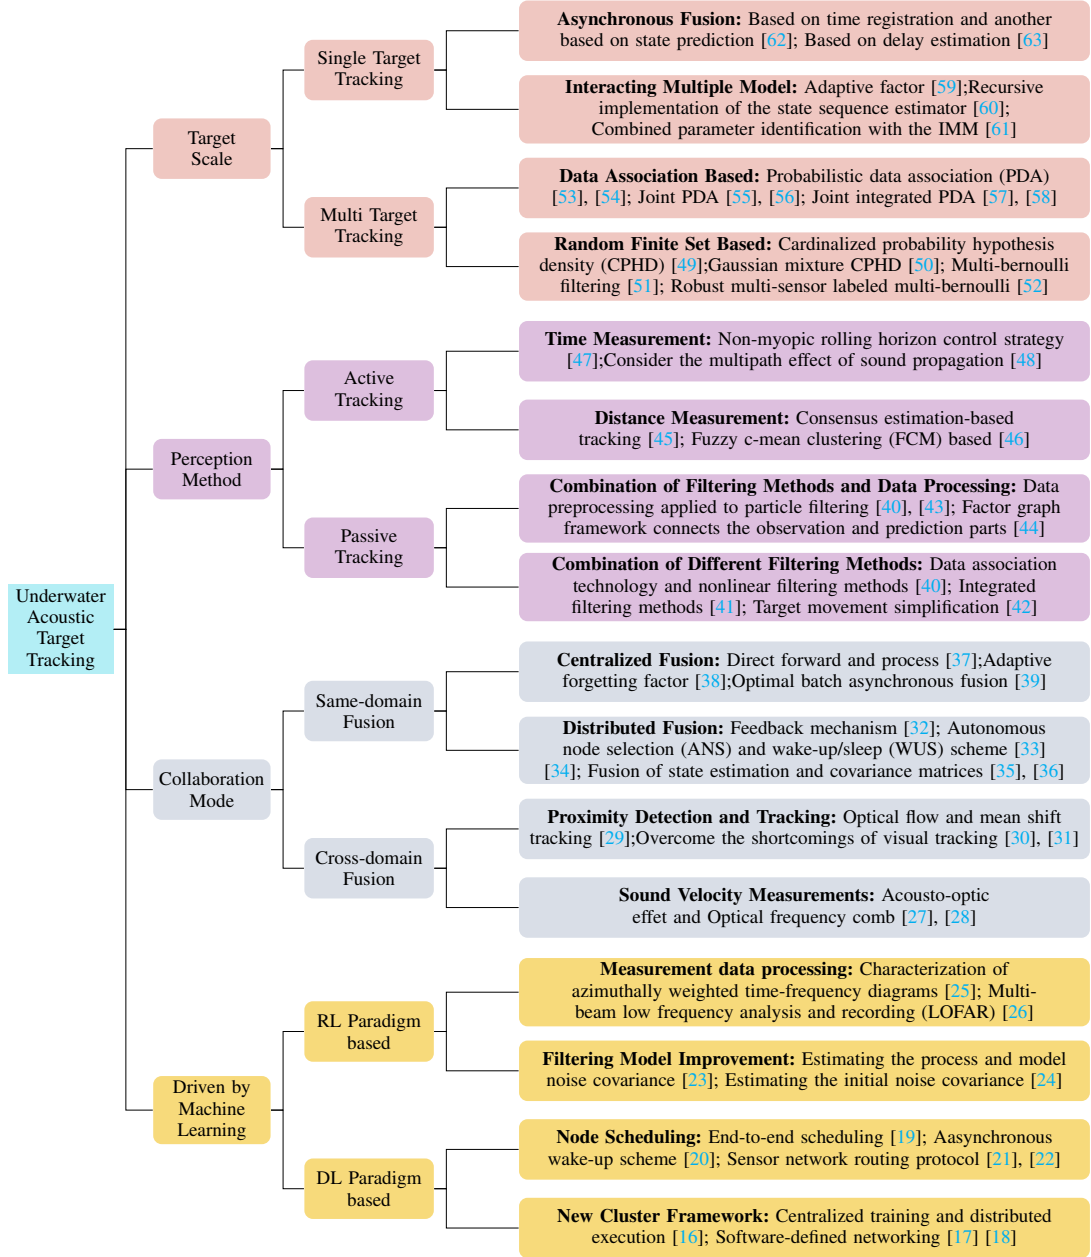 Underwater
Acoustic
Target
Tracking
Target
Scale
Single Target
Tracking
Asynchronous Fusion: Based on time registration and another
based on state prediction [62]; Based on delay estimation [63]
Interacting Multiple Model: Adaptive factor [59];Recursive
implementation of the state sequence estimator [60];
Combined parameter identification with the IMM [61]
Multi Target
Tracking
Data Association Based: Probabilistic data association (PDA)
[53], [54]; Joint PDA [55], [56]; Joint integrated PDA [57], [58]
Random Finite Set Based: Cardinalized probability hypothesis
density (CPHD) [49];Gaussian mixture CPHD [50]; Multi-bernoulli
filtering [51]; Robust multi-sensor labeled multi-bernoulli [52]
Perception
Method
Active
Tracking
Time Measurement: Non-myopic rolling horizon control strategy
[47];Consider the multipath effect of sound propagation [48]
Distance Measurement: Consensus estimation-based
tracking [45]; Fuzzy c-mean clustering (FCM) based [46]
Passive
Tracking
Combination of Filtering Methods and Data Processing: Data
preprocessing applied to particle filtering [40], [43]; Factor graph
framework connects the observation and prediction parts [44]
Combination of Different Filtering Methods: Data association
technology and nonlinear filtering methods [40]; Integrated
filtering methods [41]; Target movement simplification [42]
Collaboration
Mode
Same-domain
Fusion
Centralized Fusion: Direct forward and process [37];Adaptive
forgetting factor [38];Optimal batch asynchronous fusion [39]
Distributed Fusion: Feedback mechanism [32]; Autonomous
node selection (ANS) and wake-up/sleep (WUS) scheme [33]
[34]; Fusion of state estimation and covariance matrices [35], [36]
Cross-domain
Fusion
Proximity Detection and Tracking: Optical flow and mean shift
tracking [29];Overcome the shortcomings of visual tracking [30], [31]
Sound Velocity Measurements: Acousto-optic
effet and Optical frequency comb [27], [28]
Driven by
Machine
Learning
RL Paradigm
based
Measurement data processing: Characterization of
azimuthally weighted time-frequency diagrams [25]; Multi-
beam low frequency analysis and recording (LOFAR) [26]
Filtering Model Improvement: Estimating the process and model
noise covariance [23]; Estimating the initial noise covariance [24]
DL Paradigm
based
Node Scheduling: End-to-end scheduling [19]; Aasynchronous
wake-up scheme [20]; Sensor network routing protocol [21], [22]
New Cluster Framework: Centralized training and distributed
execution [16]; Software-defined networking [17] [18]